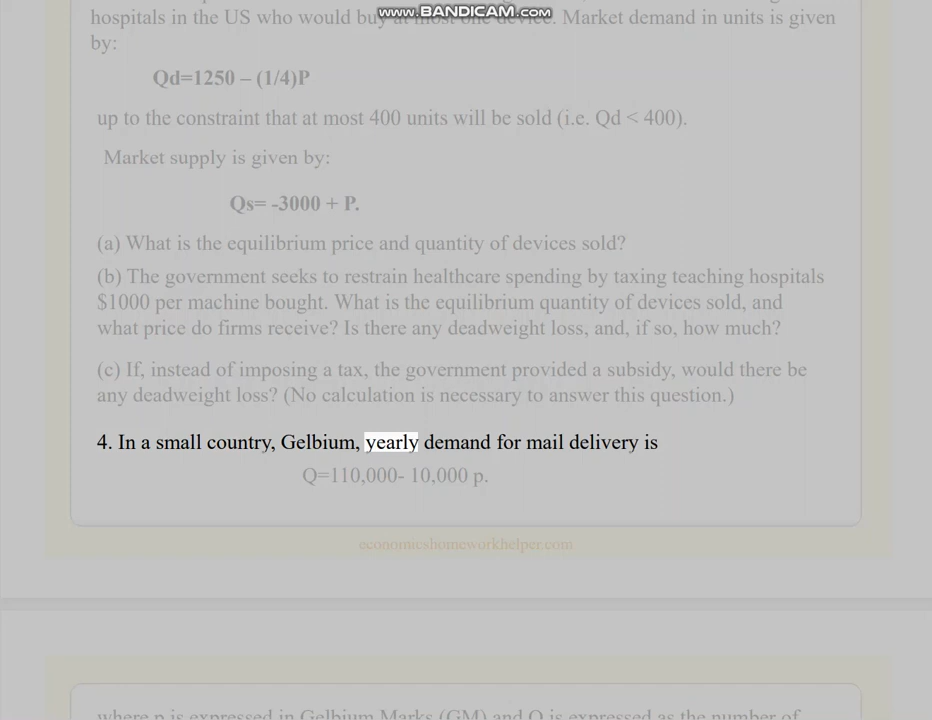 www.BANDICAM.com
hospitals in the US who would buy at most one device. Market demand in units is given
by:
Qd=1250 – (1/4)P
up to the constraint that at most 400 units will be sold (i.e. Qd < 400).
Market supply is given by:
Qs= -3000 + P.
(a) What is the equilibrium price and quantity of devices sold?
(b) The government seeks to restrain healthcare spending by taxing teaching hospitals
$1000 per machine bought. What is the equilibrium quantity of devices sold, and
what price do firms receive? Is there any deadweight loss, and, if so, how much?
(c) If, instead of imposing a tax, the government provided a subsidy, would there be
any deadweight loss? (No calculation is necessary to answer this question.)
4. In a small country, Gelbium, yearly demand for mail delivery is
Q=110,000- 10,000 p.
economicshomeworkhelper.com
where p is expressed in Gelbium Marks (GM) and Q is expressed as the number of